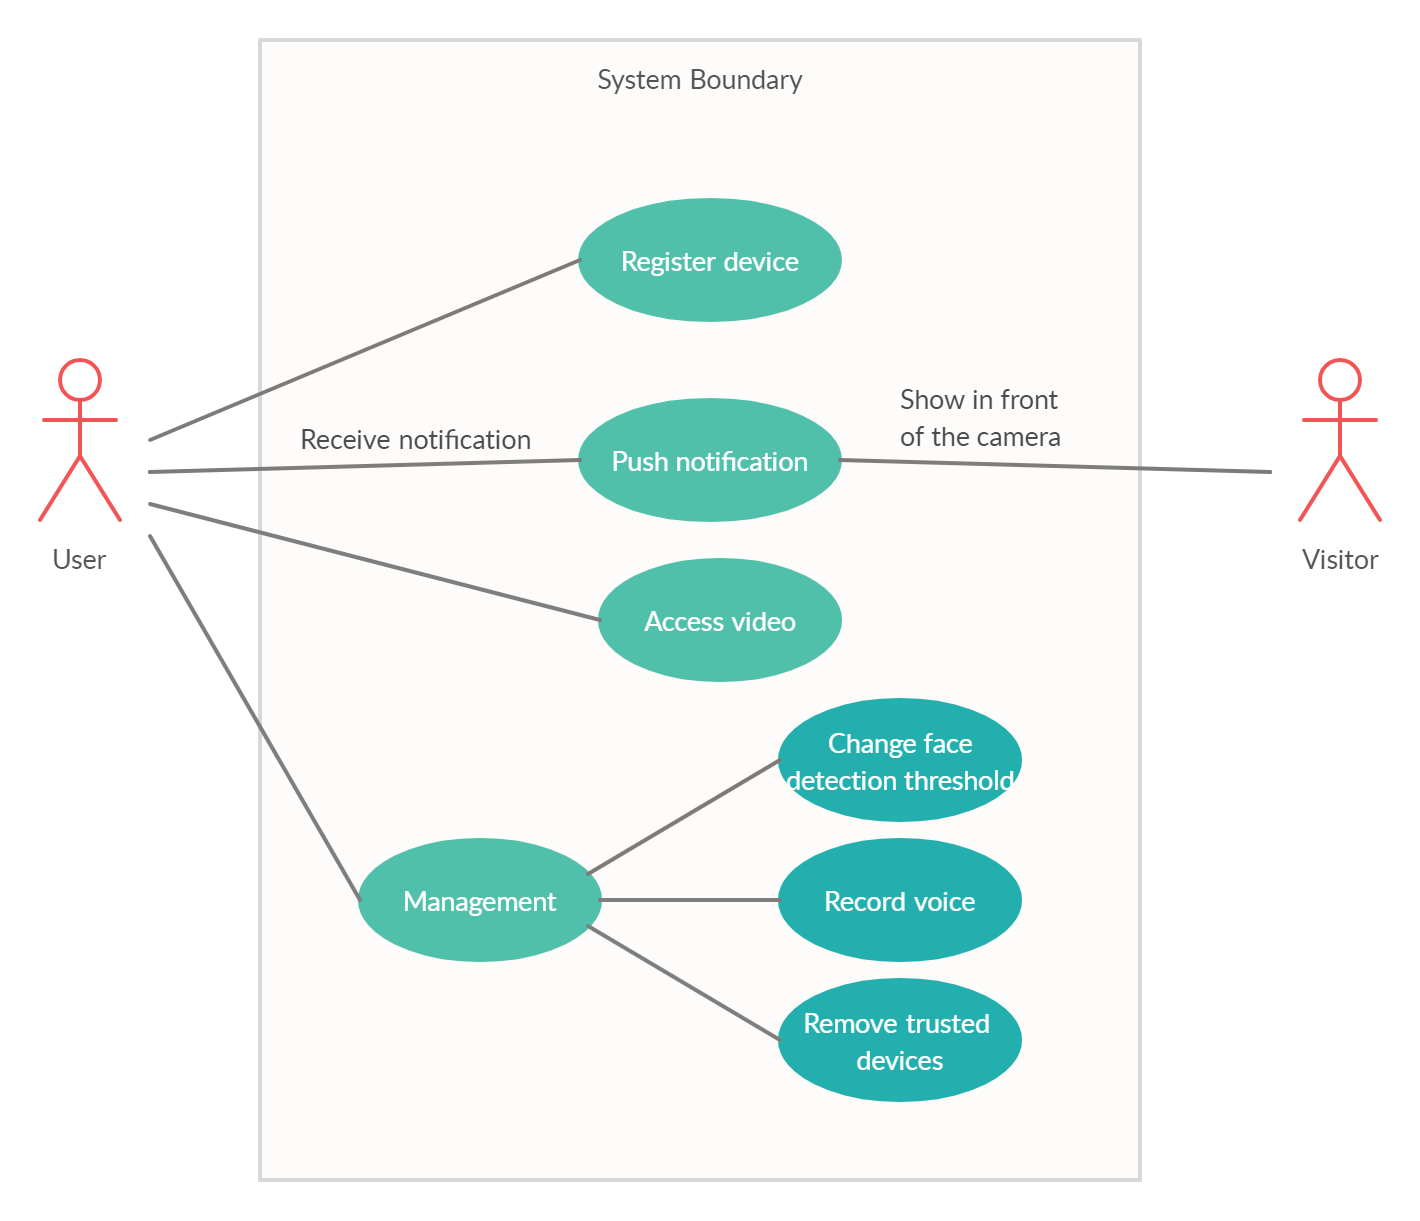 System Boundary
Register device
Show in front
of the camera
Receive notification
Push notification
User
Visitor
Access video
Change face
detection threshold
Management
Record voice
Remove trusted
devices